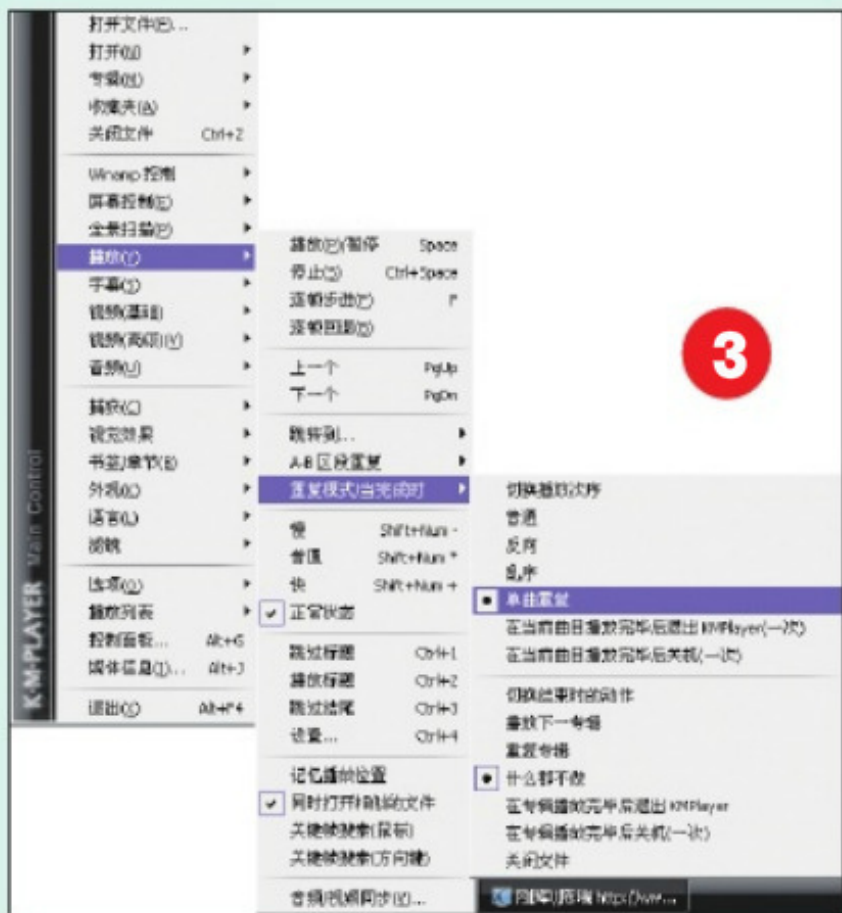 打开文件(F)...
打开(N)
专辑(H)
收藏夹(A)
关闭文件 Ctrl+Z
Winamp 控制
屏幕控制(E)
全景扫描(P)
播放(Y)
字幕(S)
视频(基础)
视频(高级)(V)
音频(U)
捕获(C)
视觉效果
书签/章节(B)
外观(K)
语言(L)
滤镜
选项(O)
播放列表
控制面板... Alt+G
媒体信息(J)... Alt+J
退出(X) Alt+F4
K-M-PLAYER Main Control
播放(P)/暂停 Space
停止(S) Ctrl+Space
逐帧步进(F) F
逐帧回退(B)
上一个 PgUp
下一个 PgDn
跳转到...
A-B 区段重复
重复模式/当完成时
慢 Shift+Num -
普通 Shift+Num *
快 Shift+Num +
正常状态
跳过标题 Ctrl+1
播放标题 Ctrl+2
跳过结尾 Ctrl+3
设置... Ctrl+4
记忆播放位置
同时打开相似的文件
关键帧搜索(鼠标)
关键帧搜索(方向键)
音频/视频同步(V)...
3
切换播放次序
普通
反向
乱序
单曲重复
在当前曲目播放完毕后退出 KMPlayer(一次)
在当前曲目播放完毕后关机(一次)
切换结束时的动作
播放下一专辑
重复专辑
什么都不做
在专辑播放完毕后退出 KMPlayer
在专辑播放完毕后关机(一次)
关闭文件